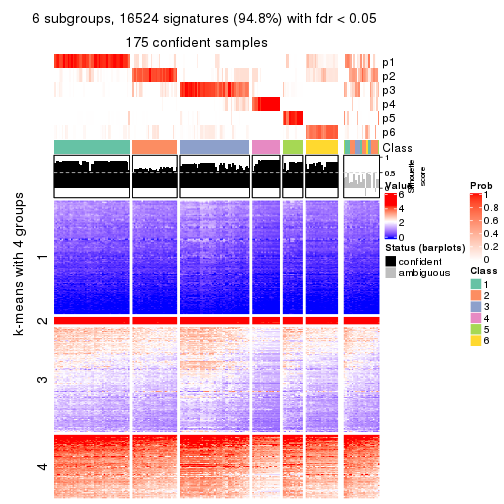 6 subgroups, 16524 signatures (94.8%) with fdr < 0.05
175 confident samples
p1
p2
p3
p4
p5
p6
Class
1
0.5
0
Silhouette
score
k-means with 4 groups
1
2
3
4
Value
6
4
2
0
Status (barplots)
confident
ambiguous
Prob
1
0.8
0.6
0.4
0.2
0
Class
1
2
3
4
5
6